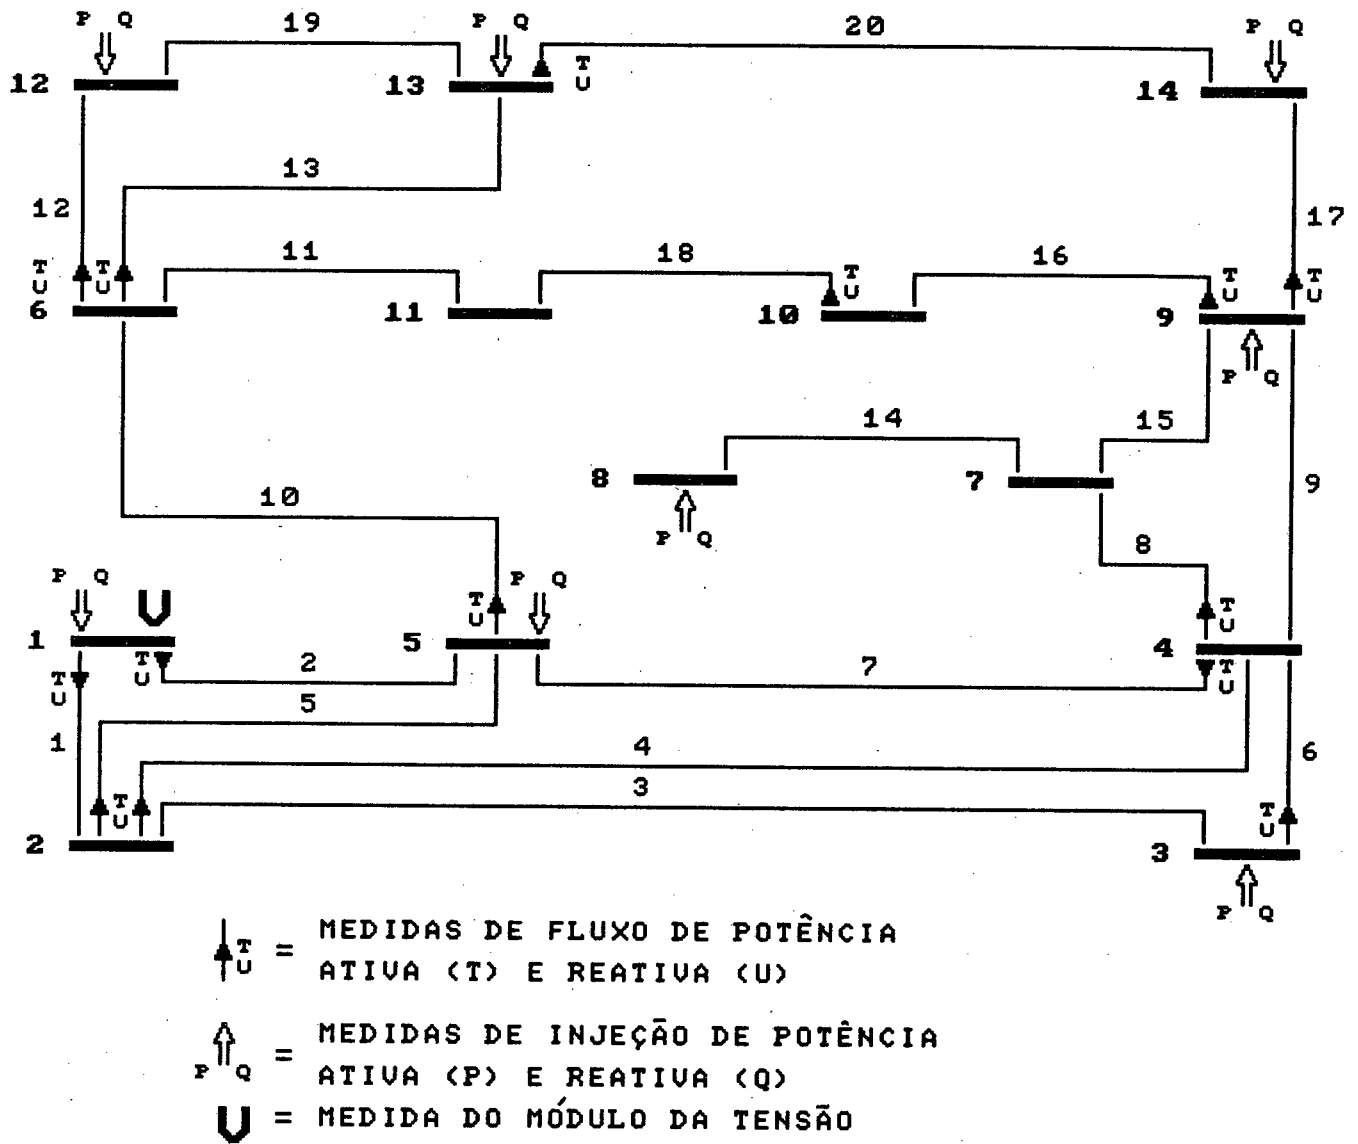 P Q 19 P Q 20 P Q
12 13 T U 14
13
12 17
11 18 16
T U T U T U T U T U
6 11 10 9
P Q
14 15
8 7 9
10
P Q 8
P Q P Q
T U T U
1 5 4
T U 2 7 T U
T U
5
1 4 6
3
T U T U
2 3
P Q
T U = MEDIDAS DE FLUXO DE POTÊNCIA
ATIVA (T) E REATIVA (U)
P Q = MEDIDAS DE INJEÇÃO DE POTÊNCIA
ATIVA (P) E REATIVA (Q)
U = MEDIDA DO MÓDULO DA TENSÃO